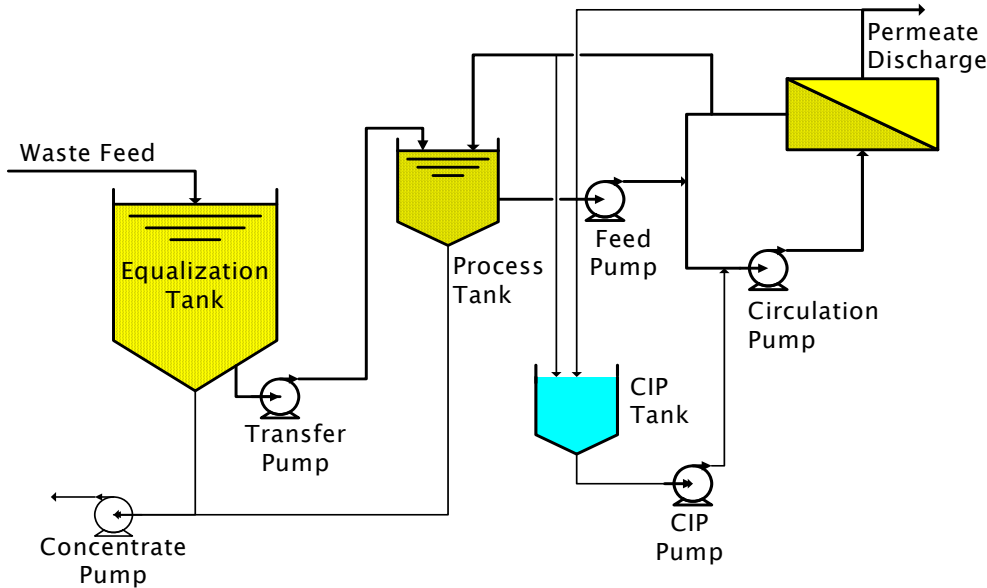 Permeate
Discharge
Waste Feed
Equalization
Tank
Process
Tank
Feed
Pump
Circulation
Pump
CIP
Tank
Transfer
Pump
CIP
Pump
Concentrate
Pump